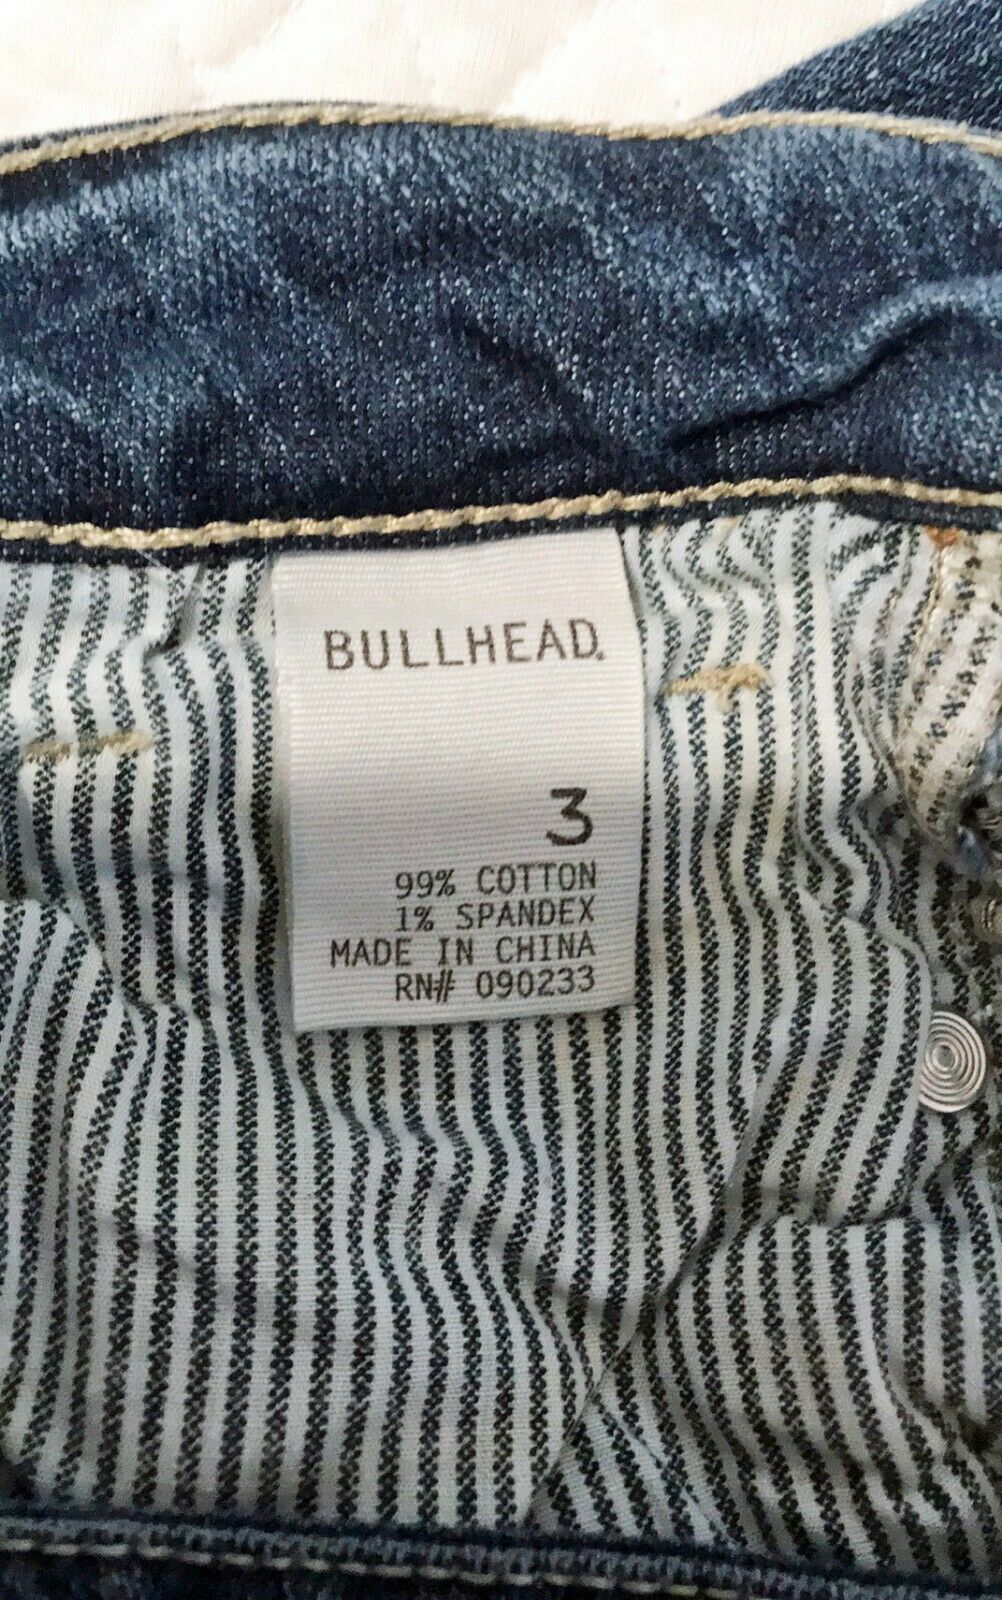 BULLHEAD.
3
99% COTTON
1% SPANDEX
MADE IN CHINA
RN# 090233